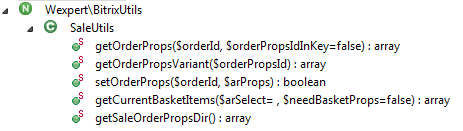 Wexpert\BitrixUtils
SaleUtils
getOrderProps($orderId, $orderPropsIdInKey=false) : array
getOrderPropsVariant($orderPropsId) : array
setOrderProps($orderId, $arProps) : boolean
getCurrentBasketItems($arSelect= , $needBasketProps=false) : array
getSaleOrderPropsDir() : array